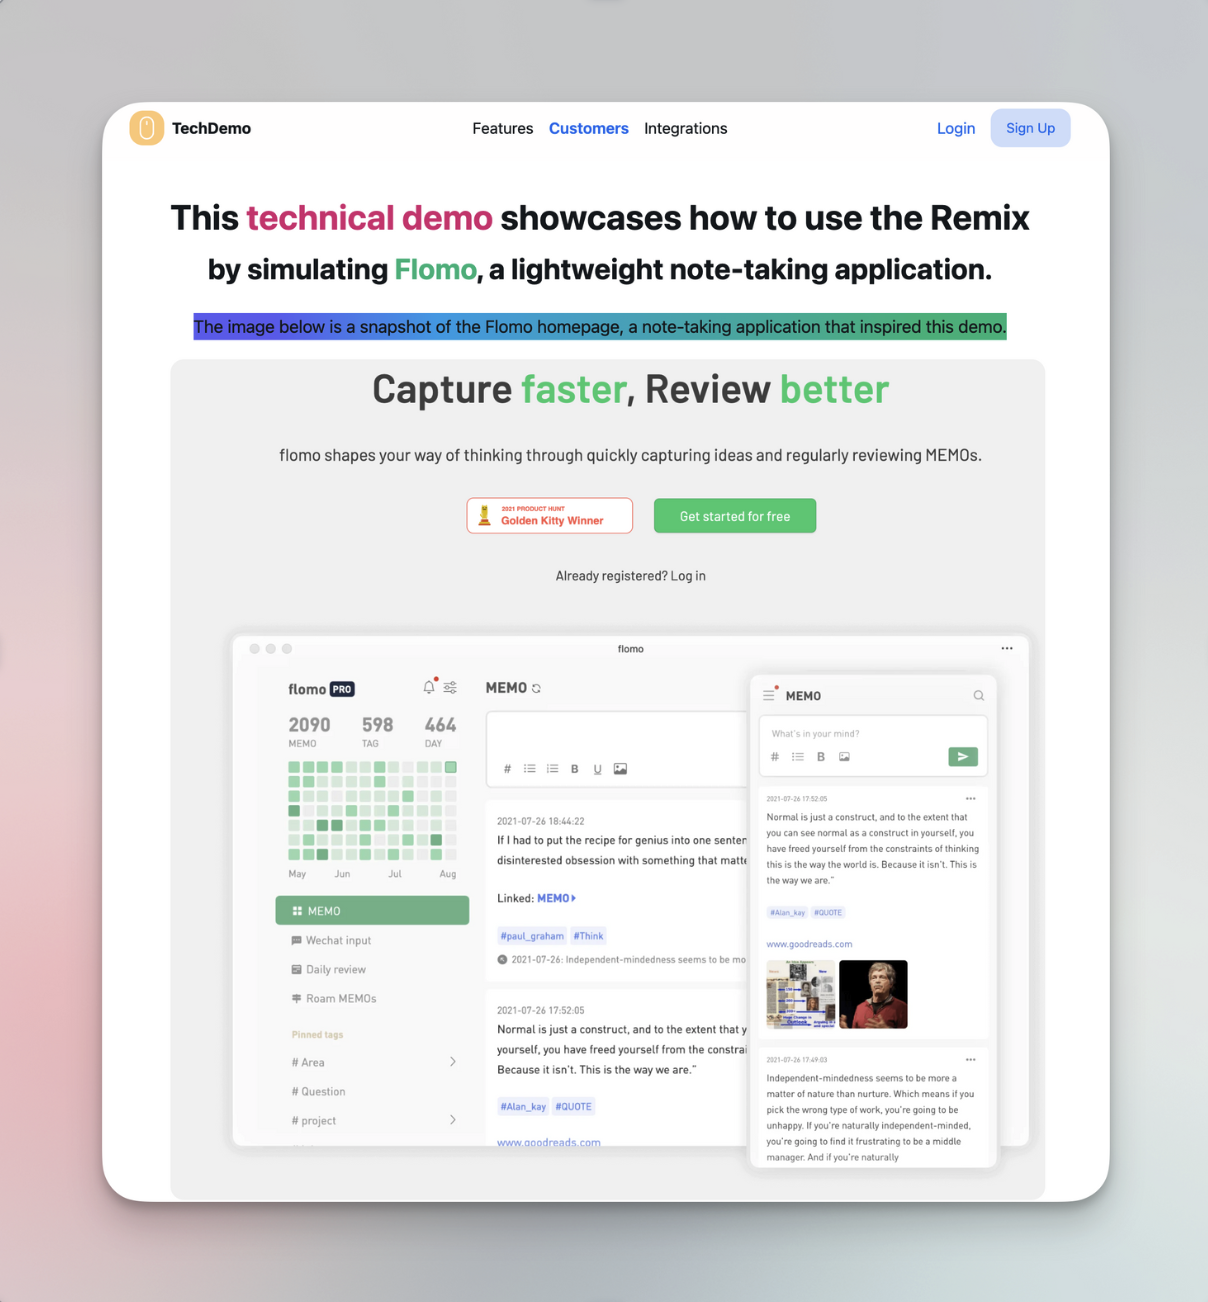 TechDemo
Features Customers Integrations
Login Sign Up
This technical demo showcases how to use the Remix
by simulating Flomo, a lightweight note-taking application.
The image below is a snapshot of the Flomo homepage, a note-taking application that inspired this demo.
Capture faster, Review better
flomo shapes your way of thinking through quickly capturing ideas and regularly reviewing MEMOs.
2021 PRODUCT HUNT
Golden Kitty Winner
Get started for free
Already registered? Log in
flomo
flomo PRO
2090 598 464
MEMO TAG DAY
May Jun Jul Aug
MEMO
Wechat input
Daily review
Roam MEMOs
Pinned tags
# Area
# Question
# project
MEMO
# B U
2021-07-26 18:44:22
If I had to put the recipe for genius into one senten
disinterested obsession with something that matte
Linked: MEMO
#paul_graham #Think
2021-07-26: Independent-mindedness seems to be mo
2021-07-26 17:52:05
Normal is just a construct, and to the extent that y
yourself, you have freed yourself from the constrai
Because it isn't. This is the way we are."
#Alan_kay #QUOTE
www.goodreads.com
MEMO
What's in your mind?
# B
2021-07-26 17:52:05
Normal is just a construct, and to the extent that
you can see normal as a construct in yourself, you
have freed yourself from the constraints of thinking
this is the way the world is. Because it isn't. This is
the way we are."
#Alan_kay #QUOTE
www.goodreads.com
2021-07-26 17:49:03
Independent-mindedness seems to be more a
matter of nature than nurture. Which means if you
pick the wrong type of work, you're going to be
unhappy. If you're naturally independent-minded,
you're going to find it frustrating to be a middle
manager. And if you're naturally